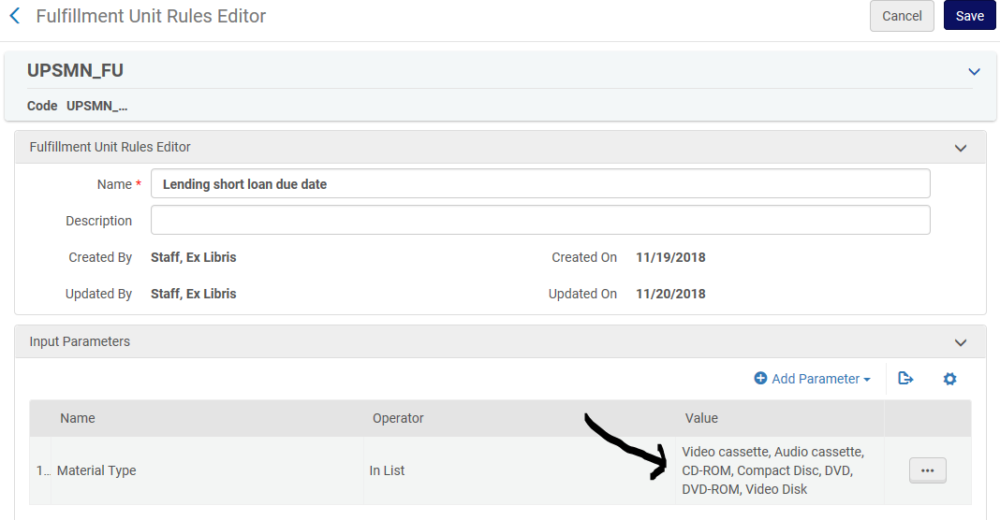 Fulfillment Unit Rules Editor
Cancel
Save
UPSMN_FU
Code UPSMN_...
Fulfillment Unit Rules Editor
Name * Lending short loan due date
Description
Created By Staff, Ex Libris Created On 11/19/2018
Updated By Staff, Ex Libris Updated On 11/20/2018
Input Parameters
Add Parameter
Name Operator Value
1... Material Type In List Video cassette, Audio cassette,
CD-ROM, Compact Disc, DVD,
DVD-ROM, Video Disk